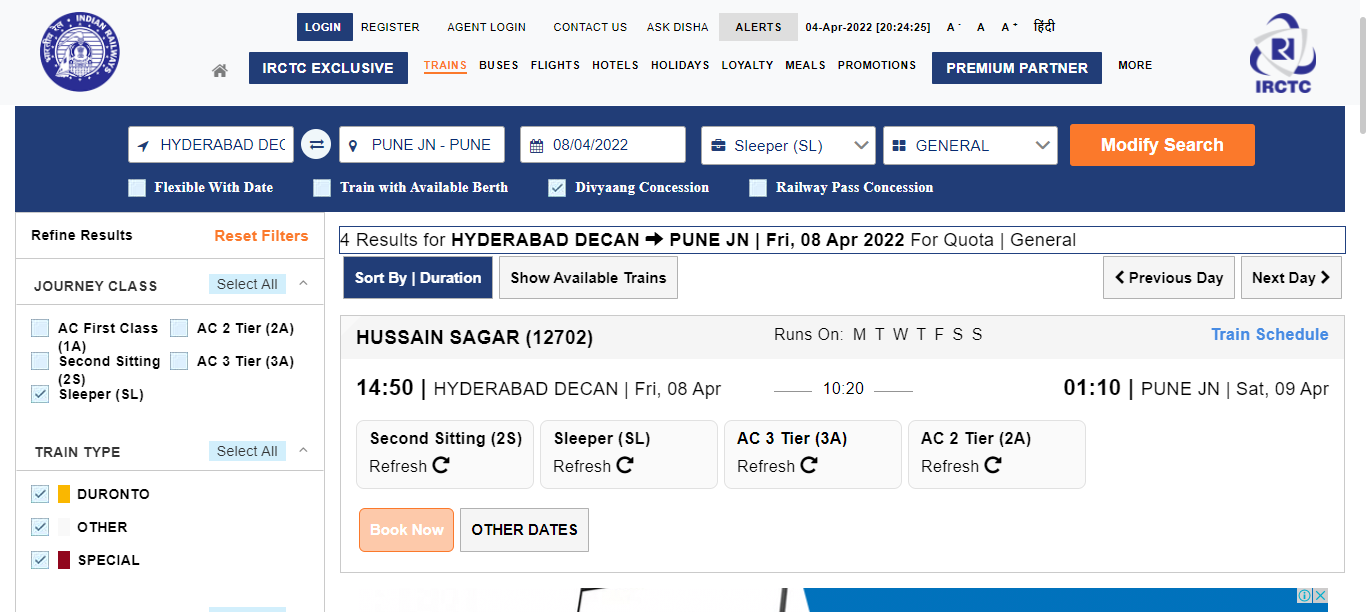 LOGIN REGISTER AGENT LOGIN CONTACT US ASK DISHA ALERTS 04-Apr-2022 [20:24:25] A- A A+ हिंदी
IRCTC EXCLUSIVE TRAINS BUSES FLIGHTS HOTELS HOLIDAYS LOYALTY MEALS PROMOTIONS PREMIUM PARTNER MORE
INDIAN RAILWAYS
भारतीय रेल
IRCTC
HYDERABAD DEC PUNE JN - PUNE 08/04/2022 Sleeper (SL) GENERAL Modify Search
Flexible With Date Train with Available Berth Divyaang Concession Railway Pass Concession
Refine Results Reset Filters
JOURNEY CLASS Select All
AC First Class (1A) AC 2 Tier (2A)
Second Sitting (2S) AC 3 Tier (3A)
Sleeper (SL)
TRAIN TYPE Select All
DURONTO
OTHER
SPECIAL
4 Results for HYDERABAD DECAN ➞ PUNE JN | Fri, 08 Apr 2022 For Quota | General
Sort By | Duration Show Available Trains Previous Day Next Day
HUSSAIN SAGAR (12702) Runs On: M T W T F S S Train Schedule
14:50 | HYDERABAD DECAN | Fri, 08 Apr 10:20 01:10 | PUNE JN | Sat, 09 Apr
Second Sitting (2S) Sleeper (SL) AC 3 Tier (3A) AC 2 Tier (2A)
Refresh Refresh Refresh Refresh
Book Now OTHER DATES